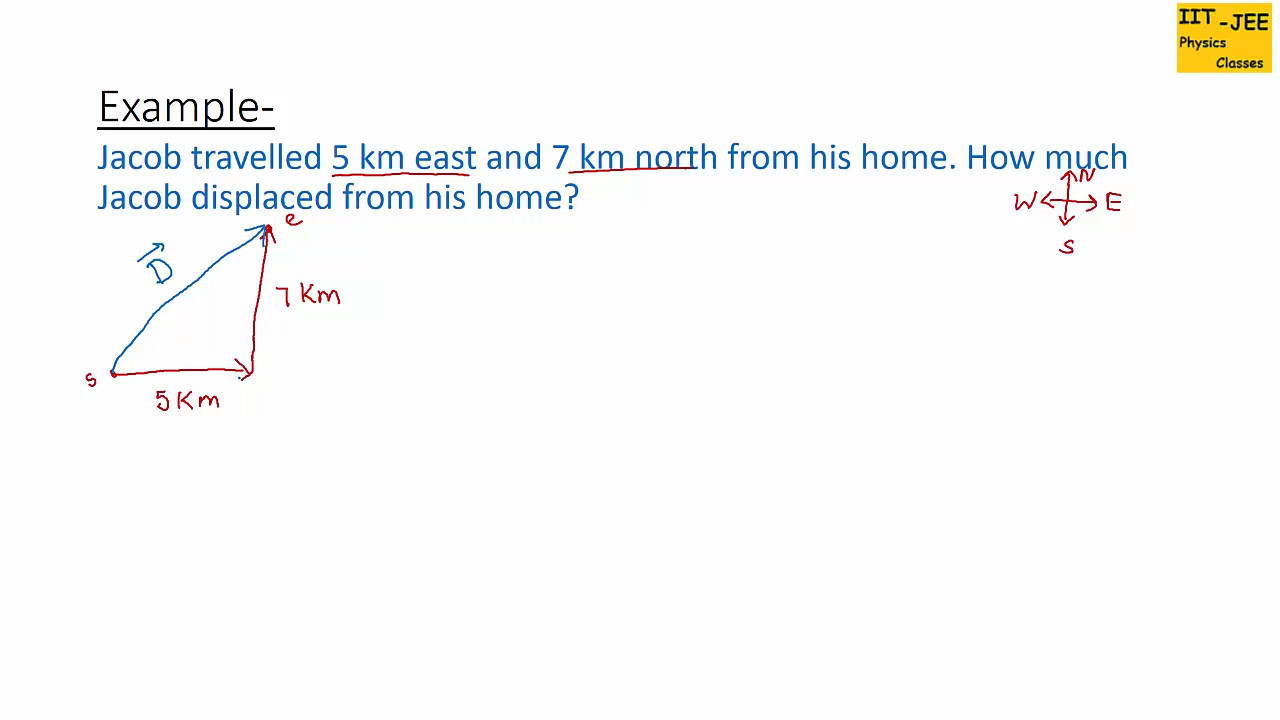 IIT - JEE
Physics
Classes
Example-
Jacob travelled 5 km east and 7 km north from his home. How much
Jacob displaced from his home?
N
W E
S
e
D
7 Km
s
5 Km